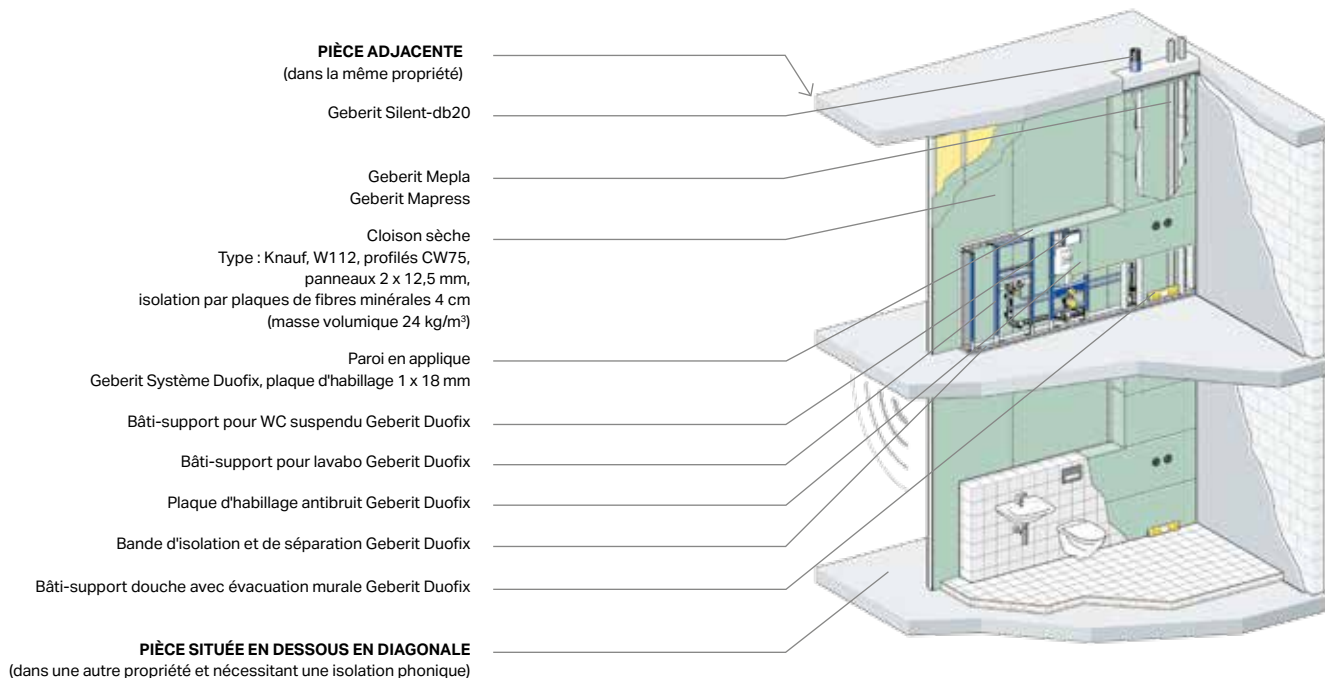 PIÈCE ADJACENTE
(dans la même propriété)
Geberit Silent-db20
Geberit Mepla
Geberit Mapress
Cloison sèche
Type : Knauf, W112, profilés CW75,
panneaux 2 x 12,5 mm,
isolation par plaques de fibres minérales 4 cm
(masse volumique 24 kg/m³)
Paroi en applique
Geberit Système Duofix, plaque d'habillage 1 x 18 mm
Bâti-support pour WC suspendu Geberit Duofix
Bâti-support pour lavabo Geberit Duofix
Plaque d'habillage antibruit Geberit Duofix
Bande d'isolation et de séparation Geberit Duofix
Bâti-support douche avec évacuation murale Geberit Duofix
PIÈCE SITUÉE EN DESSOUS EN DIAGONALE
(dans une autre propriété et nécessitant une isolation phonique)